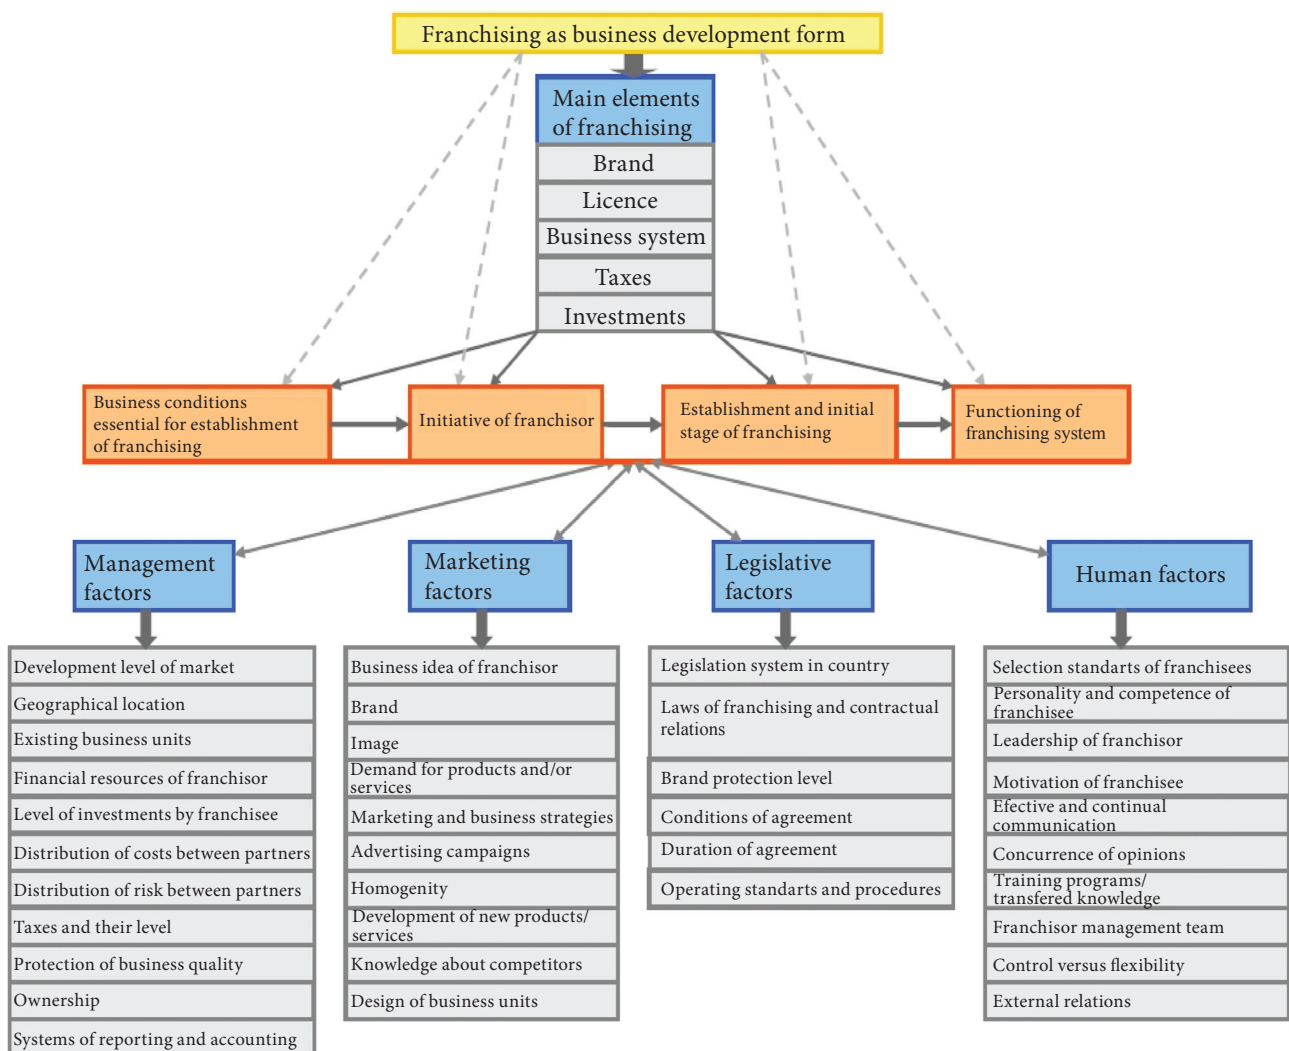 Franchising as business development form
Main elements
of franchising
Brand
Licence
Business system
Taxes
Investments
Business conditions
essential for establishment
of franchising
Initiative of franchisor
Establishment and initial
stage of franchising
Functioning of
franchising system
Management
factors
Marketing
factors
Legislative
factors
Human factors
Development level of market
Geographical location
Existing business units
Financial resources of franchisor
Level of investments by franchisee
Distribution of costs between partners
Distribution of risk between partners
Taxes and their level
Protection of business quality
Ownership
Systems of reporting and accounting
Business idea of franchisor
Brand
Image
Demand for products and/or
services
Marketing and business strategies
Advertising campaigns
Homogenity
Development of new products/
services
Knowledge about competitors
Design of business units
Legislation system in country
Laws of franchising and contractual
relations
Brand protection level
Conditions of agreement
Duration of agreement
Operating standarts and procedures
Selection standarts of franchisees
Personality and competence of
franchisee
Leadership of franchisor
Motivation of franchisee
Efective and continual
communication
Concurrence of opinions
Training programs/
transfered knowledge
Franchisor management team
Control versus flexibility
External relations